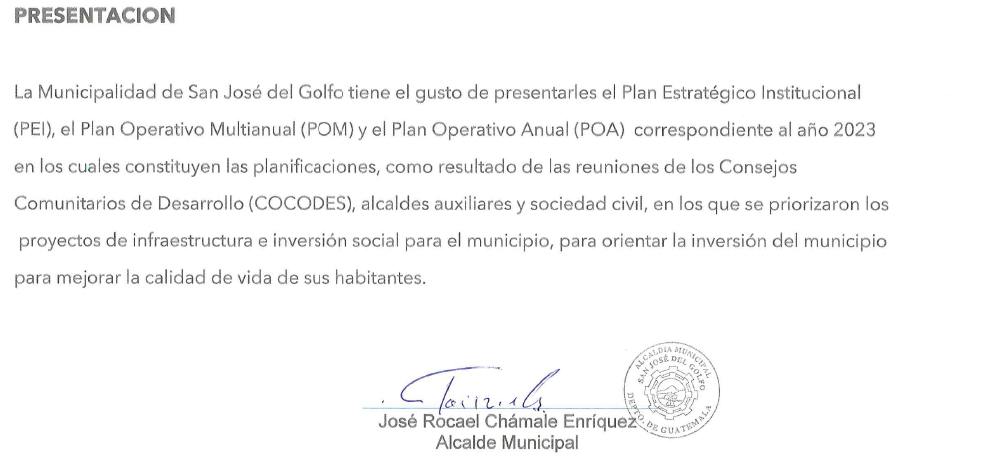 PRESENTACION
La Municipalidad de San José del Golfo tiene el gusto de presentarles el Plan Estratégico Institucional
(PEI), el Plan Operativo Multianual (POM) y el Plan Operativo Anual (POA) correspondiente al año 2023
en los cuales constituyen las planificaciones, como resultado de las reuniones de los Consejos
Comunitarios de Desarrollo (COCODES), alcaldes auxiliares y sociedad civil, en los que se priorizaron los
proyectos de infraestructura e inversión social para el municipio, para orientar la inversión del municipio
para mejorar la calidad de vida de sus habitantes.
ALCALDIA MUNICIPAL
SAN JOSÉ DEL GOLFO
DEPTO. DE GUATEMALA
José Rocael Chámale Enríquez
Alcalde Municipal